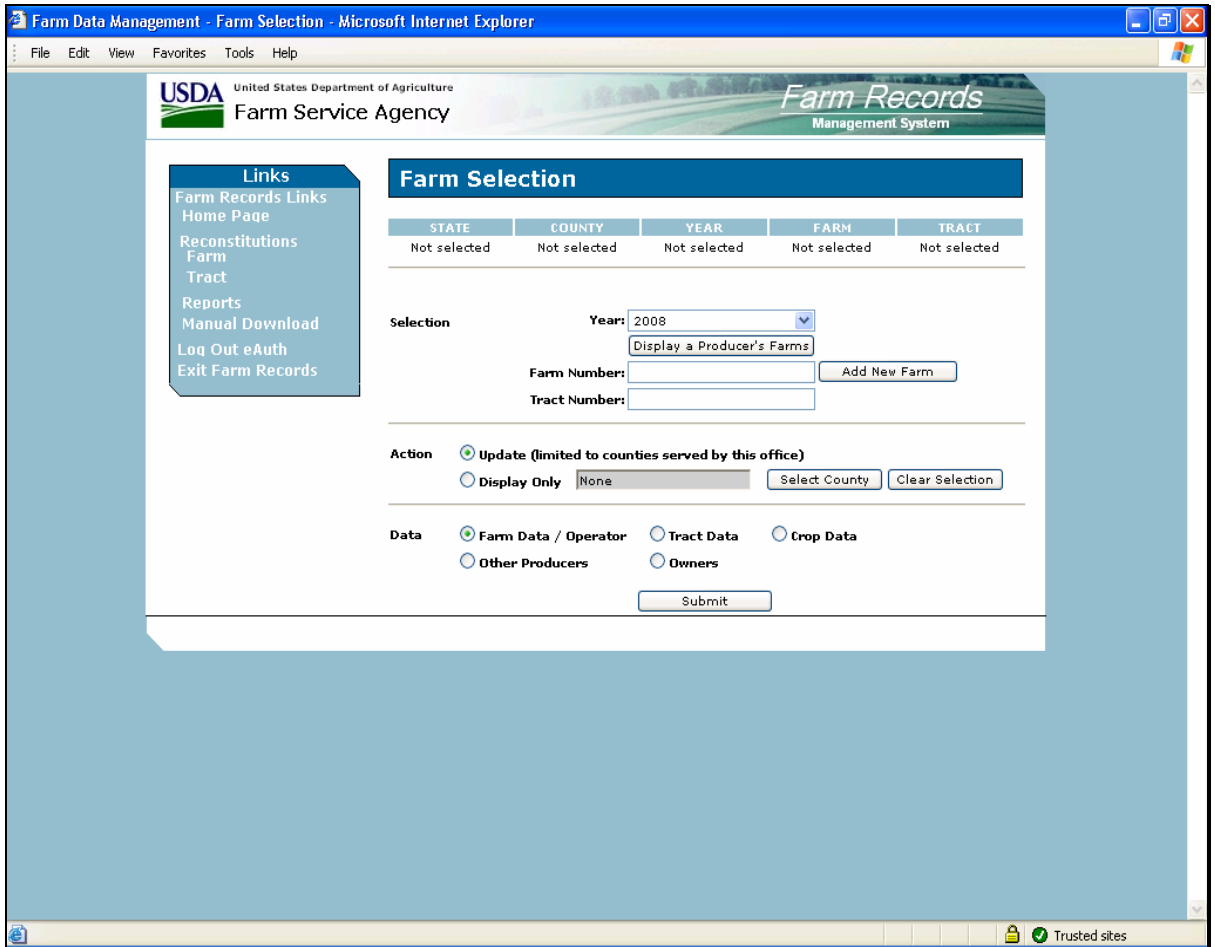 Farm Data Management - Farm Selection - Microsoft Internet Explorer
File Edit View Favorites Tools Help
USDA United States Department of Agriculture
Farm Service Agency
Farm Records
Management System
Links
Farm Records Links
Home Page
Reconstitutions
Farm
Tract
Reports
Manual Download
Log Out eAuth
Exit Farm Records
Farm Selection
STATE COUNTY YEAR FARM TRACT
Not selected Not selected Not selected Not selected Not selected
Selection Year: 2008
Display a Producer's Farms
Farm Number: Add New Farm
Tract Number:
Action Update (limited to counties served by this office)
Display Only None Select County Clear Selection
Data Farm Data / Operator Tract Data Crop Data
Other Producers Owners
Submit
Trusted sites